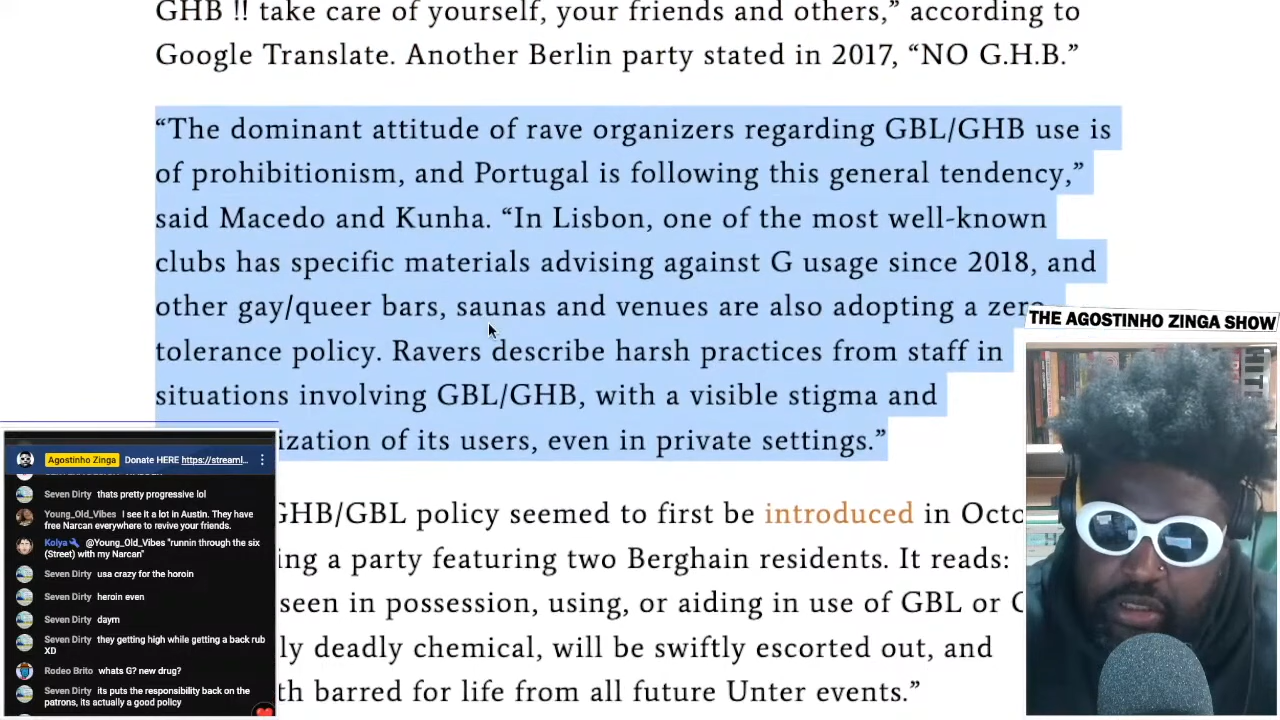 GHB !! take care of yourself, your friends and others,” according to
Google Translate. Another Berlin party stated in 2017, “NO G.H.B.”
“The dominant attitude of rave organizers regarding GBL/GHB use is
of prohibitionism, and Portugal is following this general tendency,”
said Macedo and Kunha. “In Lisbon, one of the most well-known
clubs has specific materials advising against G usage since 2018, and
other gay/queer bars, saunas and venues are also adopting a zero
tolerance policy. Ravers describe harsh practices from staff in
situations involving GBL/GHB, with a visible stigma and
ization of its users, even in private settings.”
GHB/GBL policy seemed to first be introduced in Octo
ing a party featuring two Berghain residents. It reads:
seen in possession, using, or aiding in use of GBL or G
ly deadly chemical, will be swiftly escorted out, and
th barred for life from all future Unter events.”
THE AGOSTINHO ZINGA SHOW
Agostinho Zinga Donate HERE https://streaml...
Seven Dirty thats pretty progressive lol
Young_Old_Vibes I see it a lot in Austin. They have
free Narcan everywhere to revive your friends.
Kolya @Young_Old_Vibes "runnin through the six
(Street) with my Narcan"
Seven Dirty usa crazy for the horoin
Seven Dirty heroin even
Seven Dirty daym
Seven Dirty they getting high while getting a back rub
XD
Rodeo Brito whats G? new drug?
Seven Dirty its puts the responsibility back on the
patrons, its actually a good policy